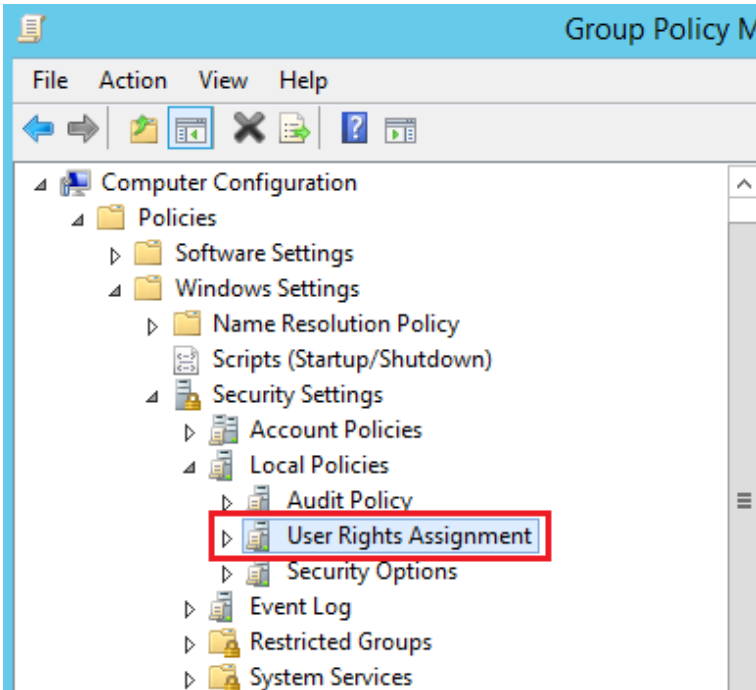 Group Policy M
File Action View Help
Computer Configuration
Policies
Software Settings
Windows Settings
Name Resolution Policy
Scripts (Startup/Shutdown)
Security Settings
Account Policies
Local Policies
Audit Policy
User Rights Assignment
Security Options
Event Log
Restricted Groups
System Services